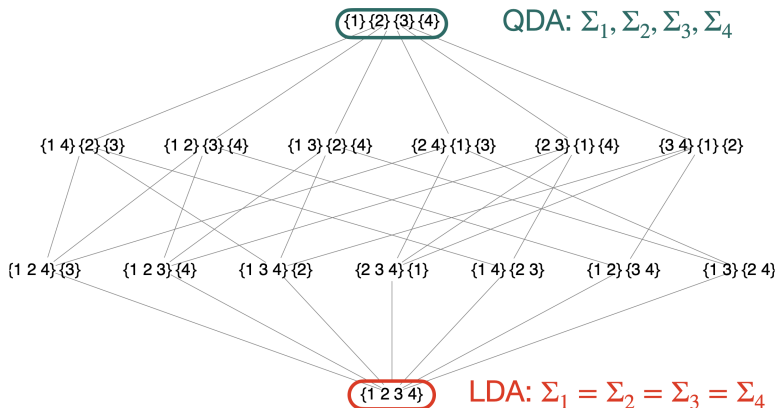 {1} {2} {3} {4} QDA: Σ₁, Σ₂, Σ₃, Σ₄
{1 4} {2} {3} {1 2} {3} {4} {1 3} {2} {4} {2 4} {1} {3} {2 3} {1} {4} {3 4} {1} {2}
{1 2 4} {3} {1 2 3} {4} {1 3 4} {2} {2 3 4} {1} {1 4} {2 3} {1 2} {3 4} {1 3} {2 4}
{1 2 3 4} LDA: Σ₁ = Σ₂ = Σ₃ = Σ₄